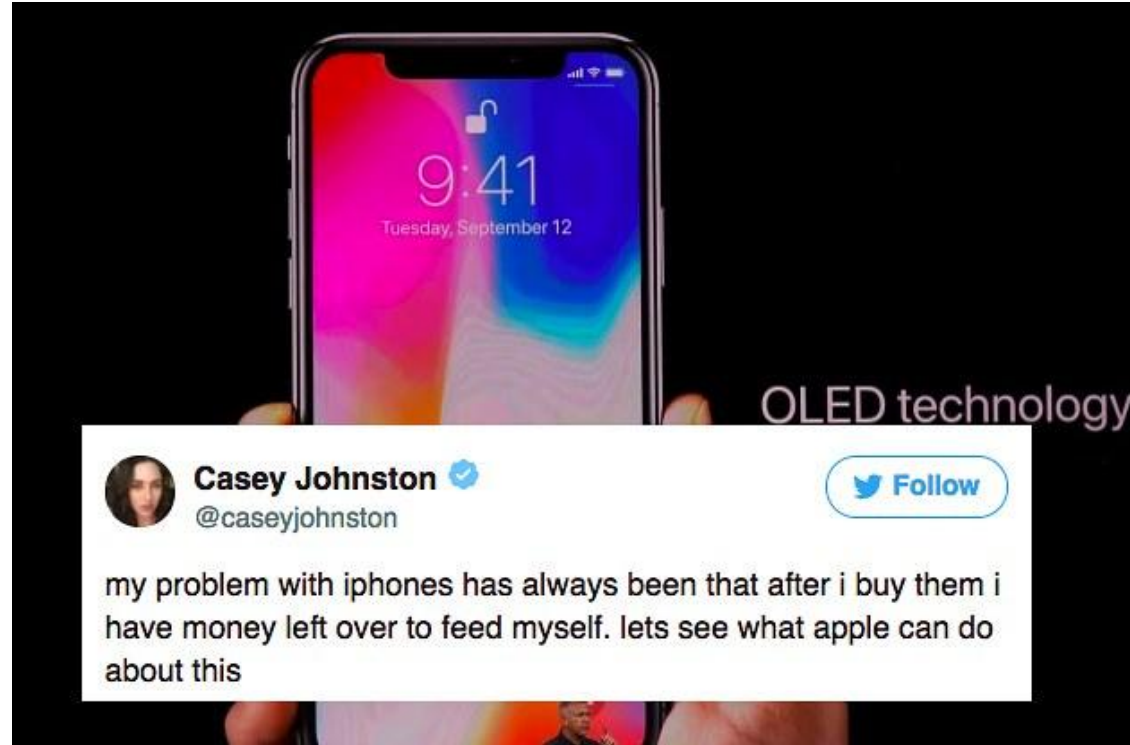 9:41
Tuesday, September 12
OLED technology
Casey Johnston
Follow
@caseyjohnston
my problem with iphones has always been that after i buy them i
have money left over to feed myself. lets see what apple can do
about this